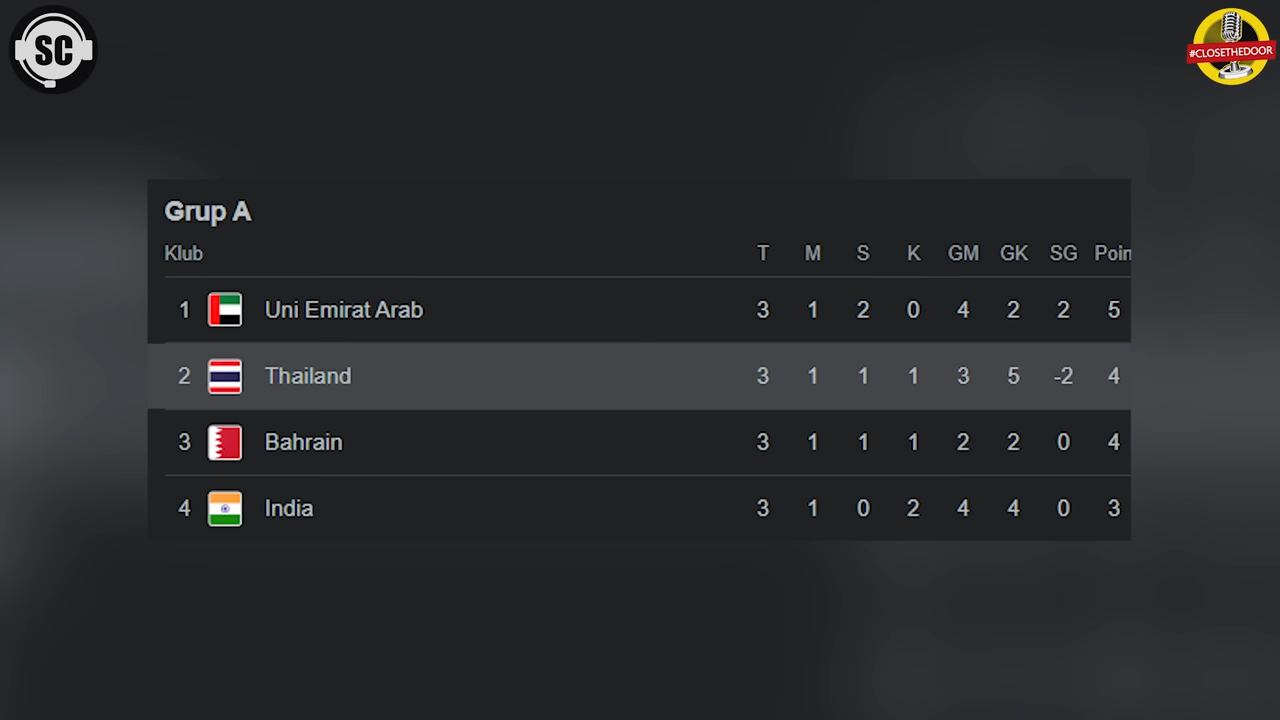 SC
#CLOSETHEDOOR
Grup A
Klub T M S K GM GK SG Poin
1 Uni Emirat Arab 3 1 2 0 4 2 2 5
2 Thailand 3 1 1 1 3 5 -2 4
3 Bahrain 3 1 1 1 2 2 0 4
4 India 3 1 0 2 4 4 0 3